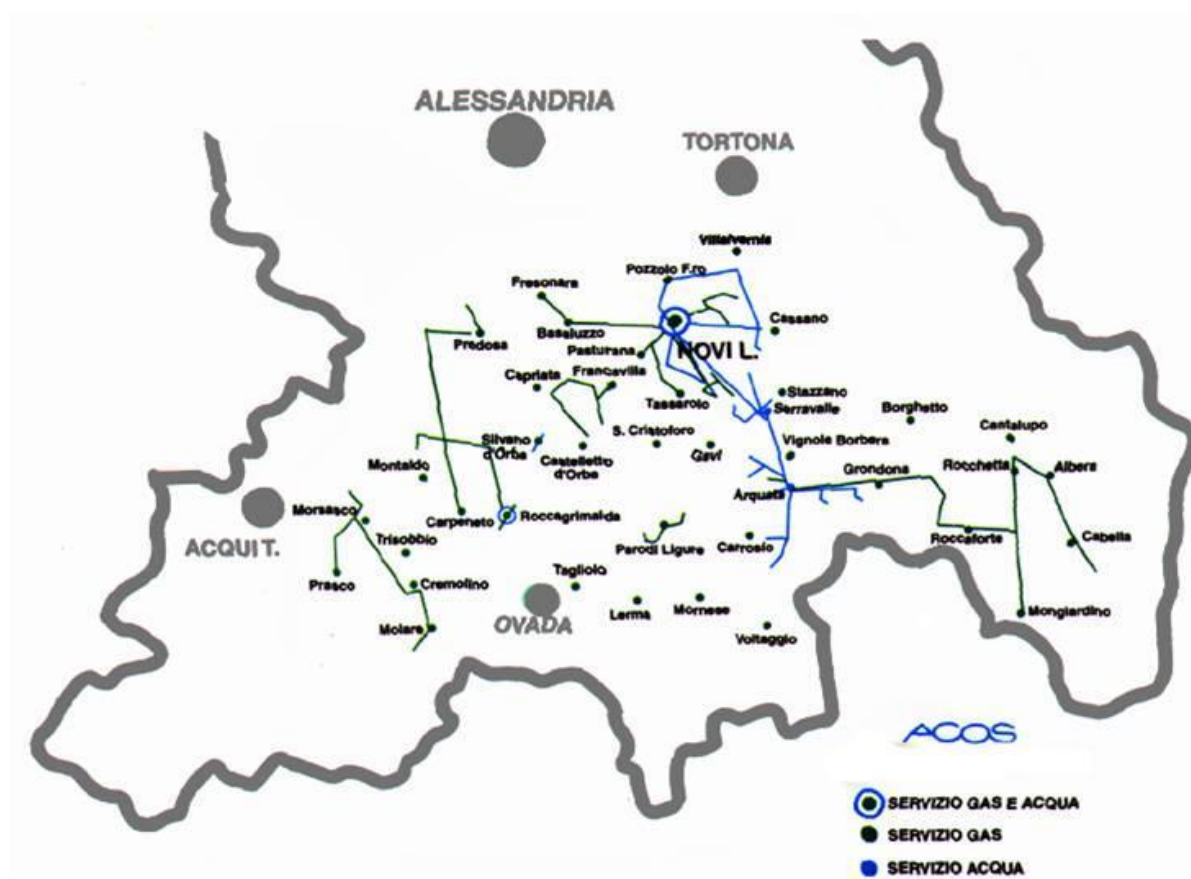 ALESSANDRIA
TORTONA
Villalvernia
Pozzolo F.ro
Fresonara
Cassano
Basaluzzo
Predosa
Pasturana
NOVI L.
Francavilla
Capriata
Stazzano
Tassarolo
Serravalle
Borghetto
S. Cristoforo
Cantalupo
Silvano
d'Orba
Vignole Borbera
Gavi
Castelletto
d'Orba
Montaldo
Grondona
Rocchetta
Albera
Arquata
Morsasco
Carpeneto
Roccagrimalda
ACQUI T.
Trisobbio
Parodi Ligure
Carrosio
Roccaforte
Cabella
Tagliolo
Prasco
Cremolino
Lerma
Mornese
Mongiardino
OVADA
Molare
Voltaggio
ACOS
SERVIZIO GAS E ACQUA
SERVIZIO GAS
SERVIZIO ACQUA